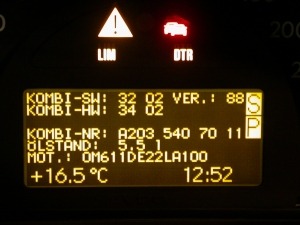 LIM DTR
KOMBI-SW: 32 02 VER.: 88 S
KOMBI-HW: 34 02
KOMBI-NR: A203 540 70 11 P
ÖLSTAND: 5,5 l
MOT.: OM611DE22LA100
+16.5°C 12:52